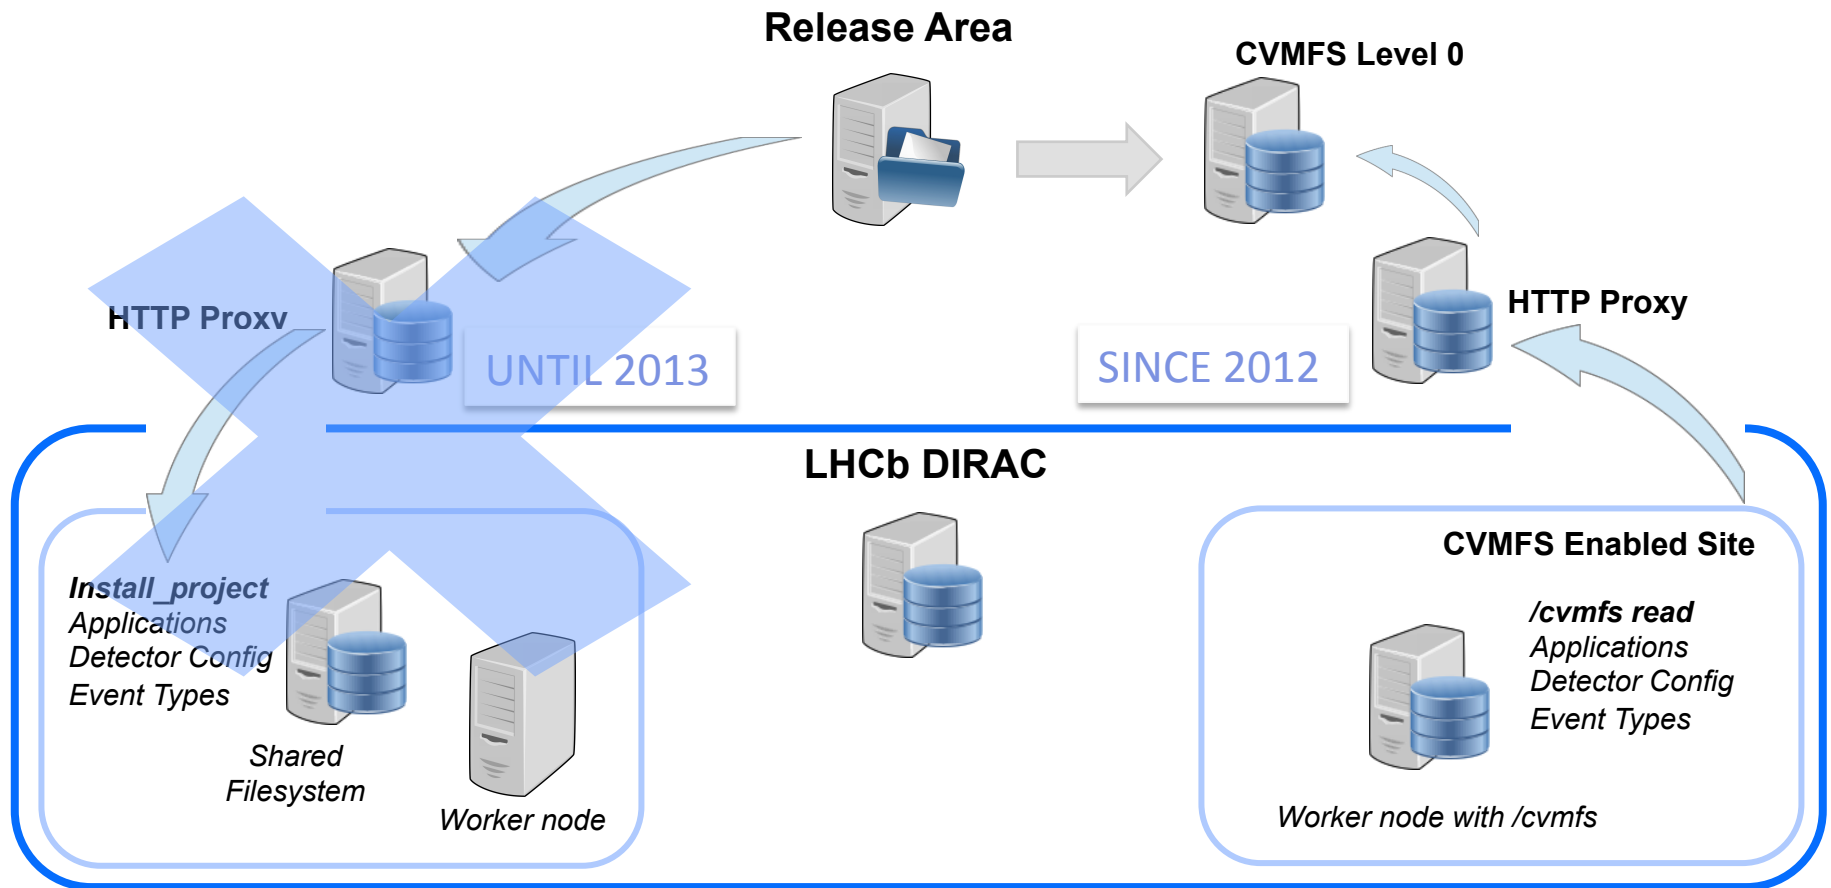 Release Area
CVMFS Level 0
HTTP Proxy
HTTP Proxy
UNTIL 2013
SINCE 2012
LHCb DIRAC
CVMFS Enabled Site
Install_project
Applications
Detector Config
Event Types
Shared
Filesystem
Worker node
/cvmfs read
Applications
Detector Config
Event Types
Worker node with /cvmfs